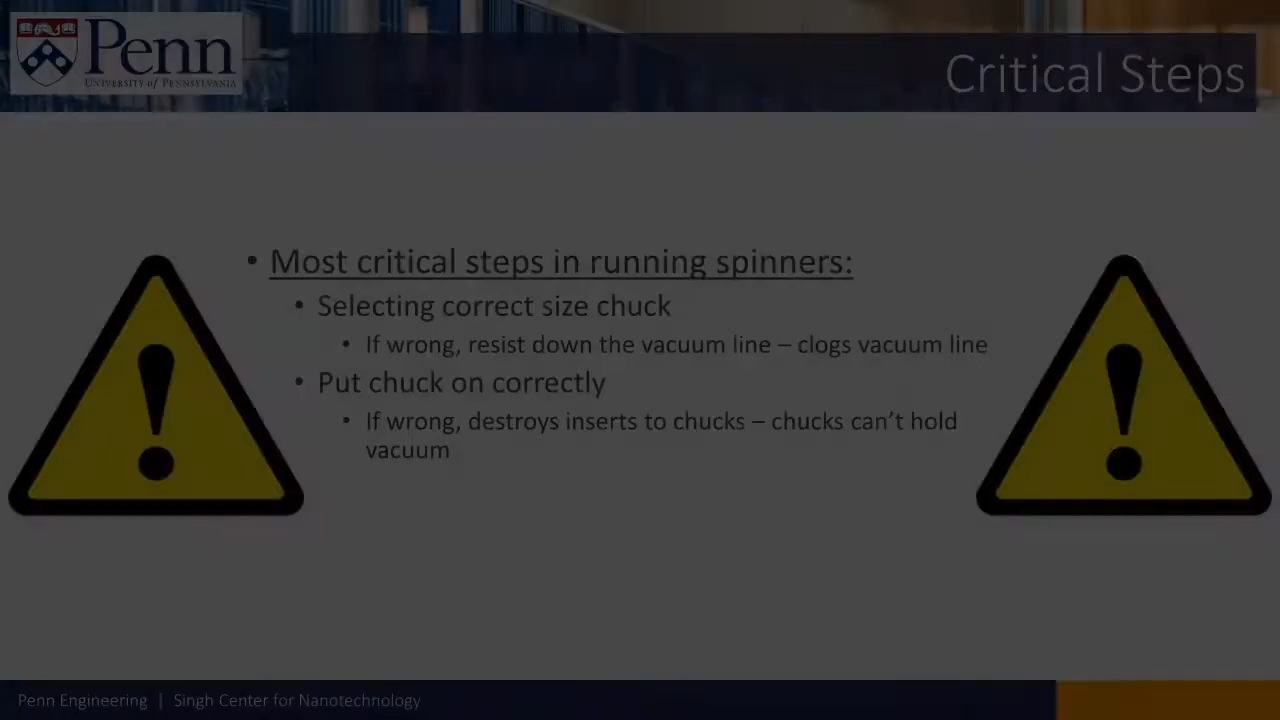 Penn
UNIVERSITY of PENNSYLVANIA
Critical Steps
• Most critical steps in running spinners:
• Selecting correct size chuck
• If wrong, resist down the vacuum line – clogs vacuum line
• Put chuck on correctly
• If wrong, destroys inserts to chucks – chucks can’t hold
vacuum
Penn Engineering | Singh Center for Nanotechnology